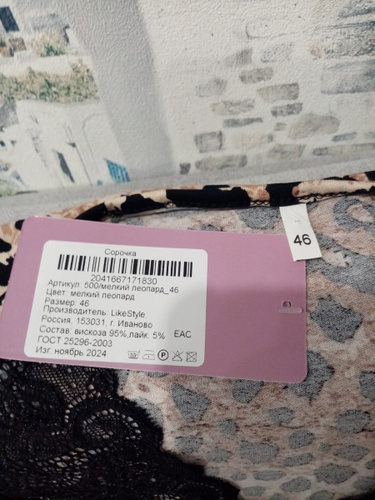 Сорочка
2041667171830
Артикул: 500/мелкий леопард_46
Цвет: мелкий леопард
Размер: 46
Производитель: LikeStyle
Россия, 153031, г. Иваново
Состав: вискоза 95%,лайк. 5% EAC
ГОСТ 25296-2003
Изг. ноябрь 2024
P
46